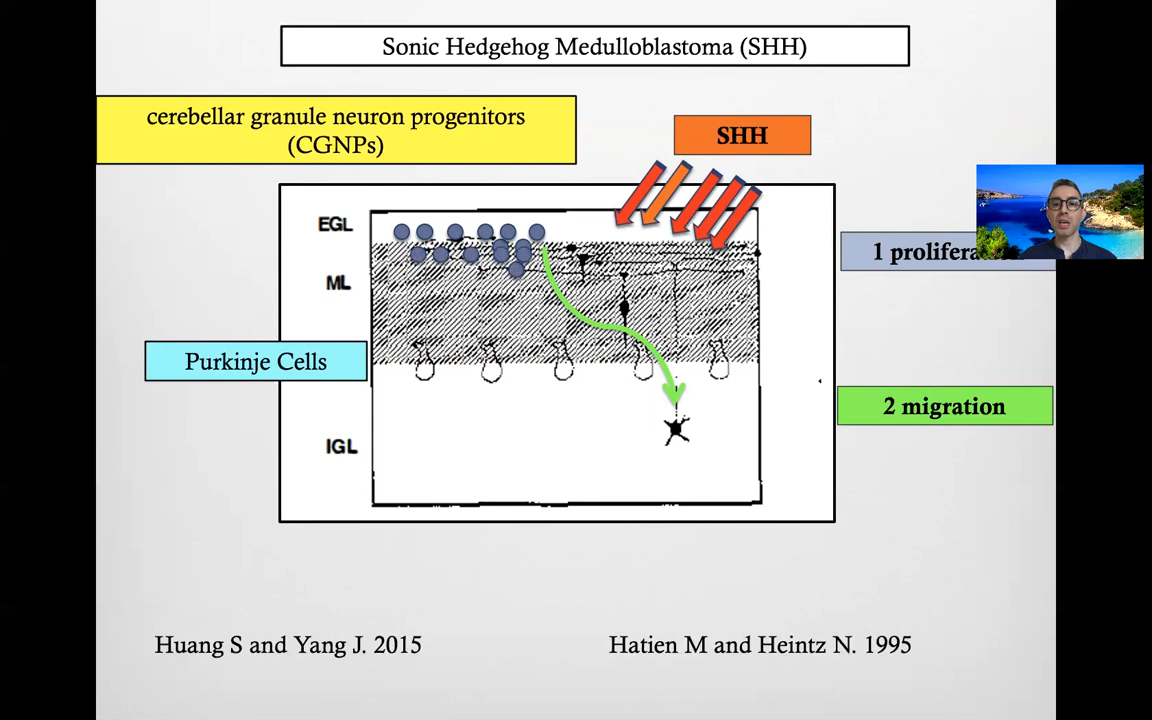 Sonic Hedgehog Medulloblastoma (SHH)
cerebellar granule neuron progenitors
(CGNPs)
SHH
EGL
1
ML
Purkinje Cells
2 migration
IGL
Huang S and Yang J. 2015
Hatien M and Heintz N. 1995